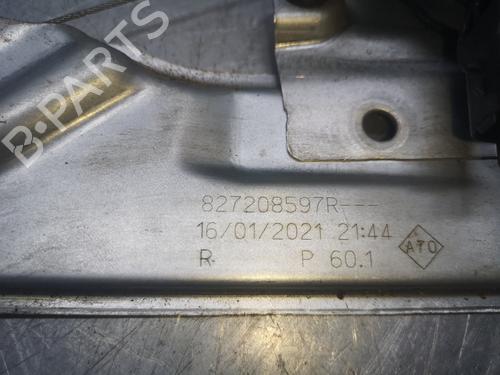 B-PARTS
827208597R---
16/01/2021 21:44
R P 60.1
ATO